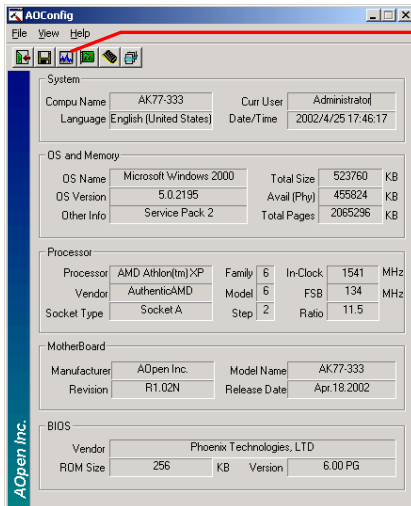 AOConfig
File View Help
System
Compu Name AK77-333 Curr User Administrator
Language English (United States) Date/Time 2002/4/25 17:46:17
OS and Memory
OS Name Microsoft Windows 2000 Total Size 523760 KB
OS Version 5.0.2195 Avail (Phy) 455824 KB
Other Info Service Pack 2 Total Pages 2065296 KB
Processor
Processor AMD Athlon(tm) XP Family 6 In-Clock 1541 MHz
Vendor AuthenticAMD Model 6 FSB 134 MHz
Socket Type Socket A Step 2 Ratio 11.5
MotherBoard
Manufacturer AOpen Inc. Model Name AK77-333
Revision R1.02N Release Date Apr.18.2002
BIOS
Vendor Phoenix Technologies, LTD
ROM Size 256 KB Version 6.00 PG
AOpen Inc.